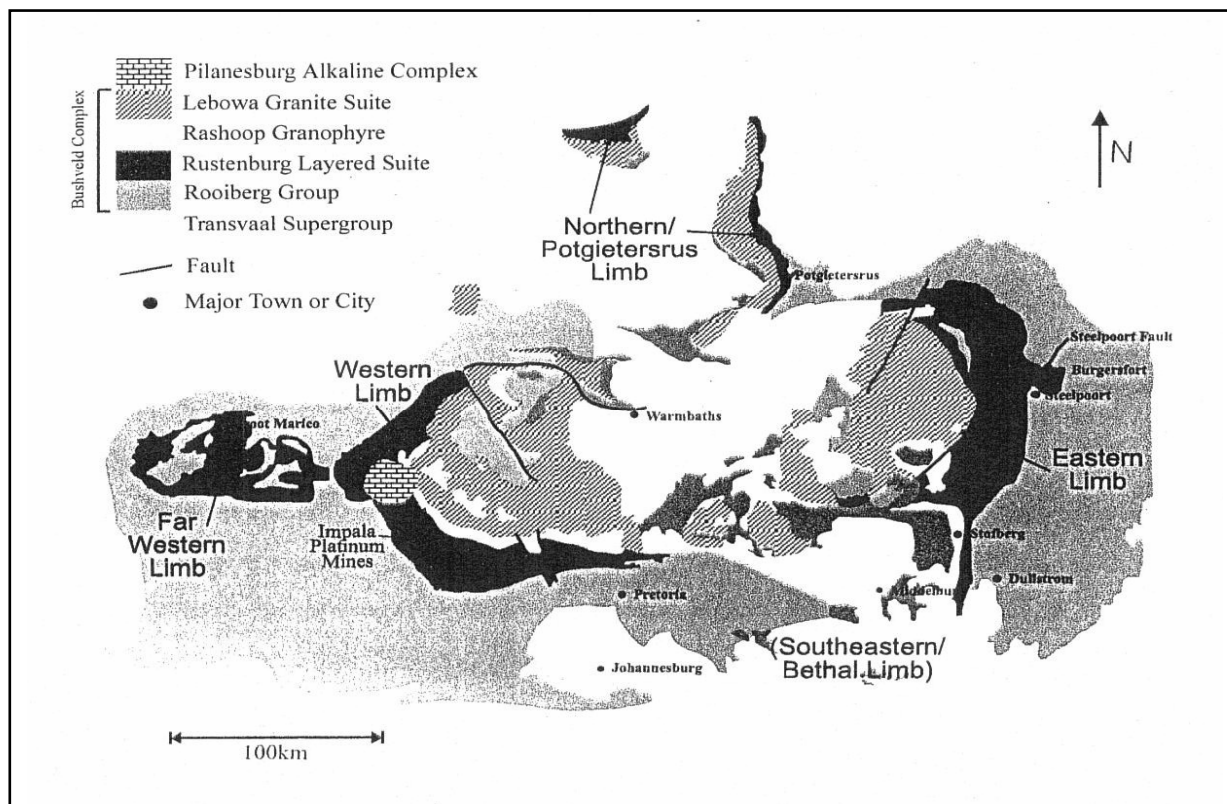 Pilanesburg Alkaline Complex
Lebowa Granite Suite
Rashoop Granophyre
Rustenburg Layered Suite
Rooiberg Group
Transvaal Supergroup
Bushveld Complex
Fault
Major Town or City
N
Northern/
Potgietersrus
Limb
Potgietersrus
Steelpoort Fault
Burgersfort
Steelpoort
Western
Limb
Warmbaths
Marico
Eastern
Limb
Far
Western
Limb
Impala
Platinum
Mines
Stofberg
Dullstrom
Pretoria
(Southeastern/
Bethal Limb)
Johannesburg
100km